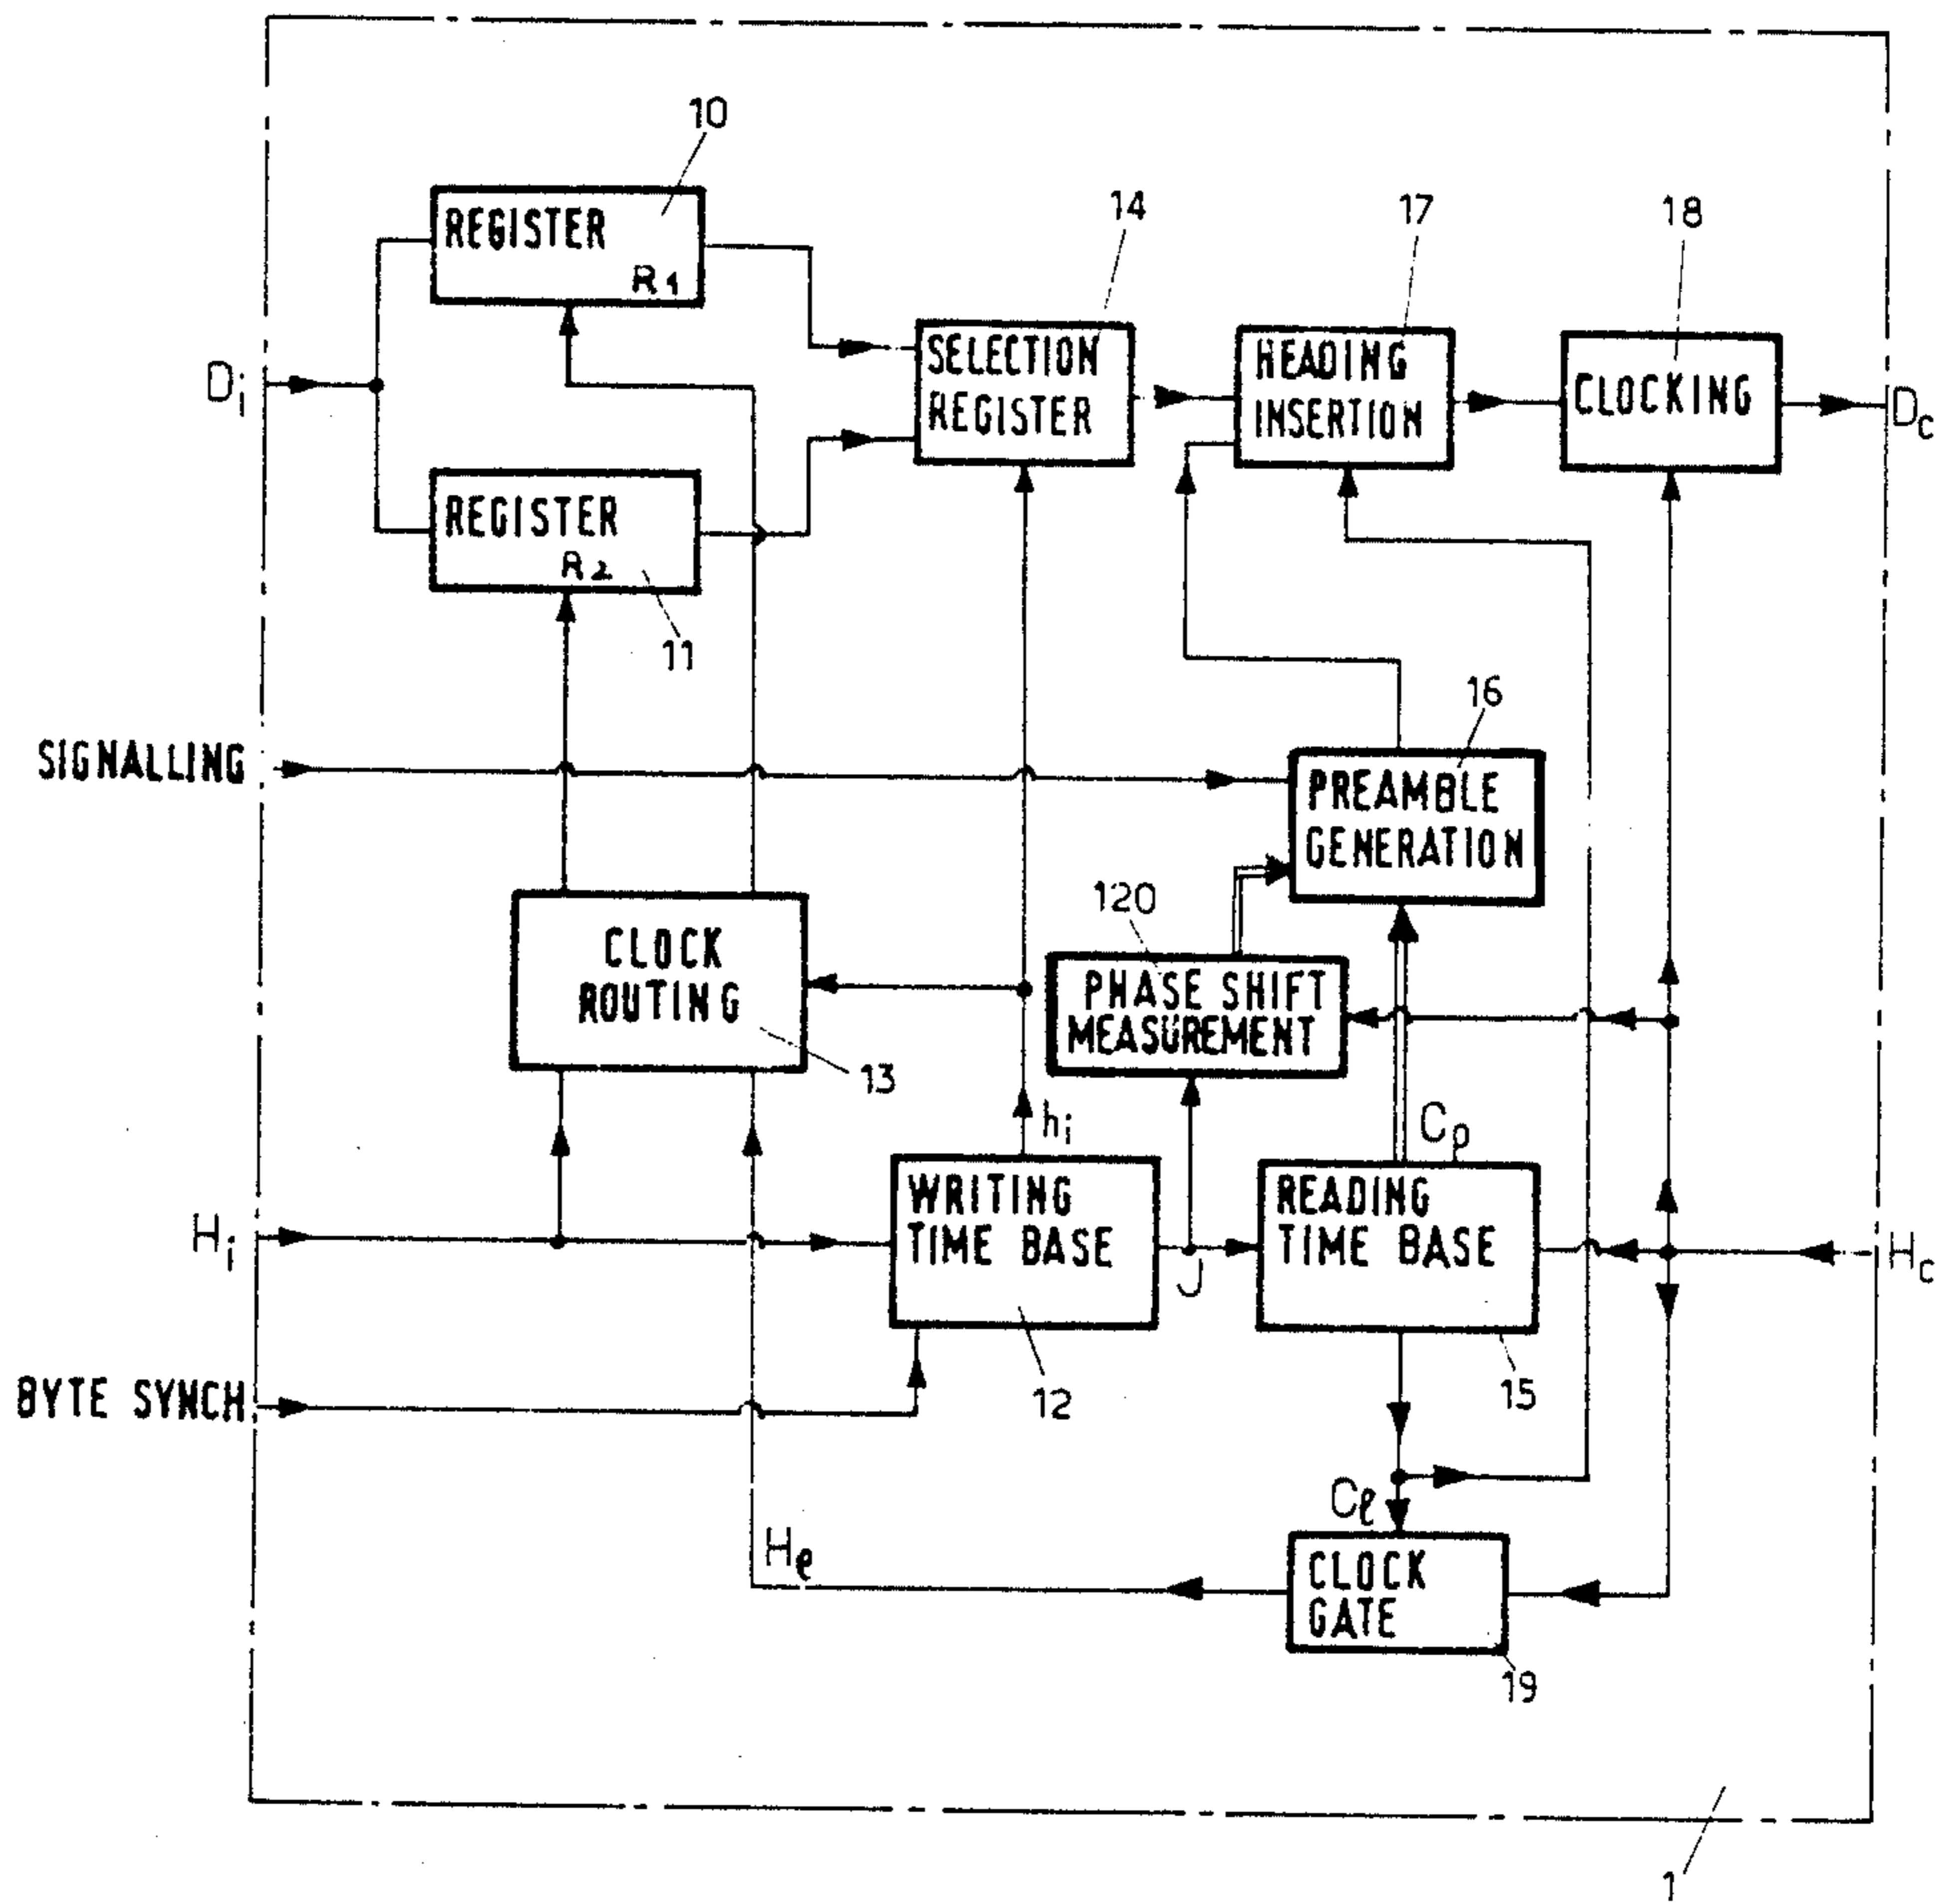 10
REGISTER
R1
14
17
18
SELECTION
REGISTER
HEADING
INSERTION
CLOCKING
Di
Dc
REGISTER
R2
11
16
SIGNALLING
PREAMBLE
GENERATION
120
CLOCK
ROUTING
PHASE SHIFT
MEASUREMENT
13
hi
Cp
Hi
WRITING
TIME BASE
J
READING
TIME BASE
Hc
BYTE SYNCH
12
15
Cℓ
Hℓ
CLOCK
GATE
19
1